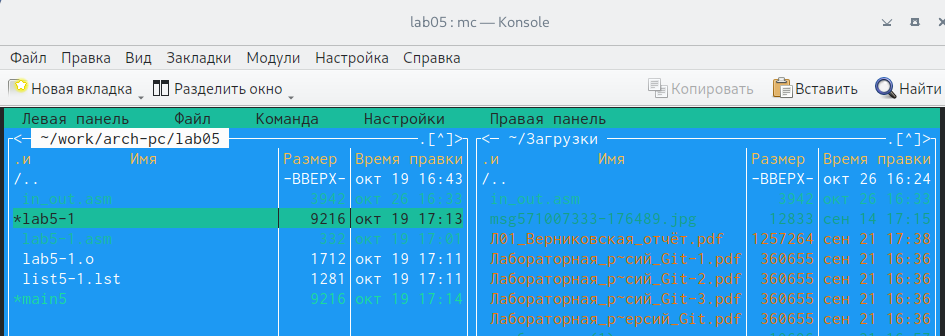 lab05 : mc — Konsole
Файл Правка Вид Закладки Модули Настройка Справка
Новая вкладка Разделить окно Копировать Вставить Найти
Левая панель Файл Команда Настройки Правая панель
<— ~/work/arch-pc/lab05 .[^]> <— ~/Загрузки .[^]>
.и Имя Размер Время правки .и Имя Размер Время правки
/.. -ВВЕРХ- окт 19 16:43 /.. -ВВЕРХ- окт 26 16:24
in_out.asm 3942 окт 26 16:33 in_out.asm 3942 окт 26 16:33
*lab5-1 9216 окт 19 17:13 msg571007333-176489.jpg 12833 сен 14 17:15
lab5-1.asm 332 окт 19 17:01 Л01_Верниковская_отчёт.pdf 1257264 сен 21 17:38
lab5-1.o 1712 окт 19 17:11 Лабораторная_р~сий_Git-1.pdf 360655 сен 21 16:36
list5-1.lst 1281 окт 19 17:11 Лабораторная_р~сий_Git-2.pdf 360655 сен 21 16:36
*main5 9216 окт 19 17:14 Лабораторная_р~сий_Git-3.pdf 360655 сен 21 16:36
Лабораторная_р~ерсий_Git.pdf 360655 сен 21 16:36